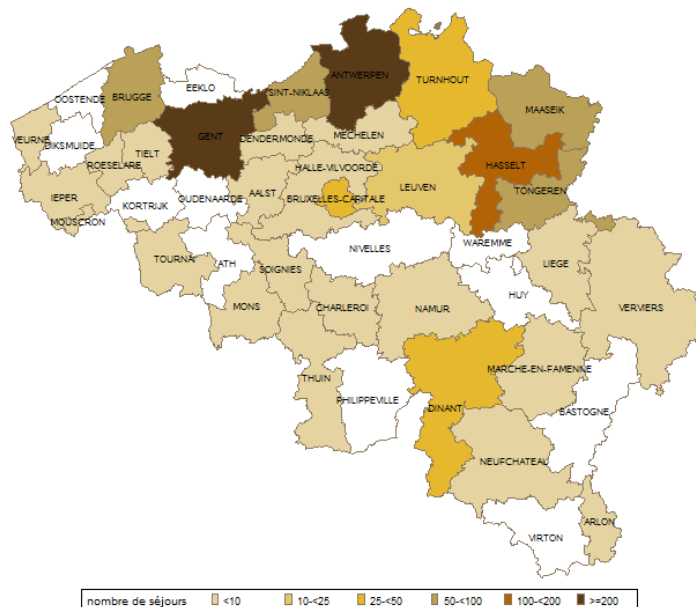 ANTWERPEN
TURNHOUT
EEKLO
SINT-NIKLAAS
OOSTENDE
BRUGGE
MAASEIK
VEURNE
DIKSMUIDE
GENT
MECHELEN
DENDERMONDE
TIELT
ROESELARE
HALLE-VILVOORDE
HASSELT
LEUVEN
TONGEREN
IEPER
KORTRIJK
OUDENAARDE
AALST
BRUXELLES-CAPITALE
MOUSCRON
NIVELLES
WAREMME
TOURNAI
ATH
SOIGNIES
LIEGE
HUY
MONS
CHARLEROI
NAMUR
VERVIERS
MARCHE-EN-FAMENNE
THUIN
PHILIPPEVILLE
DINANT
BASTOGNE
NEUFCHATEAU
ARLON
VIRTON
nombre de séjours <10 10-<25 25-<50 50-<100 100-<200 >=200